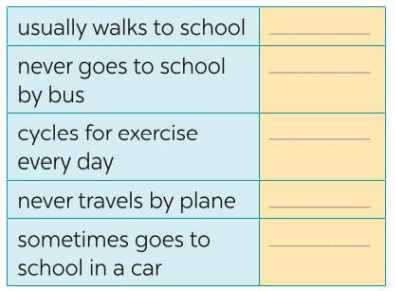 usually walks to school
never goes to school
by bus
cycles for exercise
every day
never travels by plane
sometimes goes to
school in a car